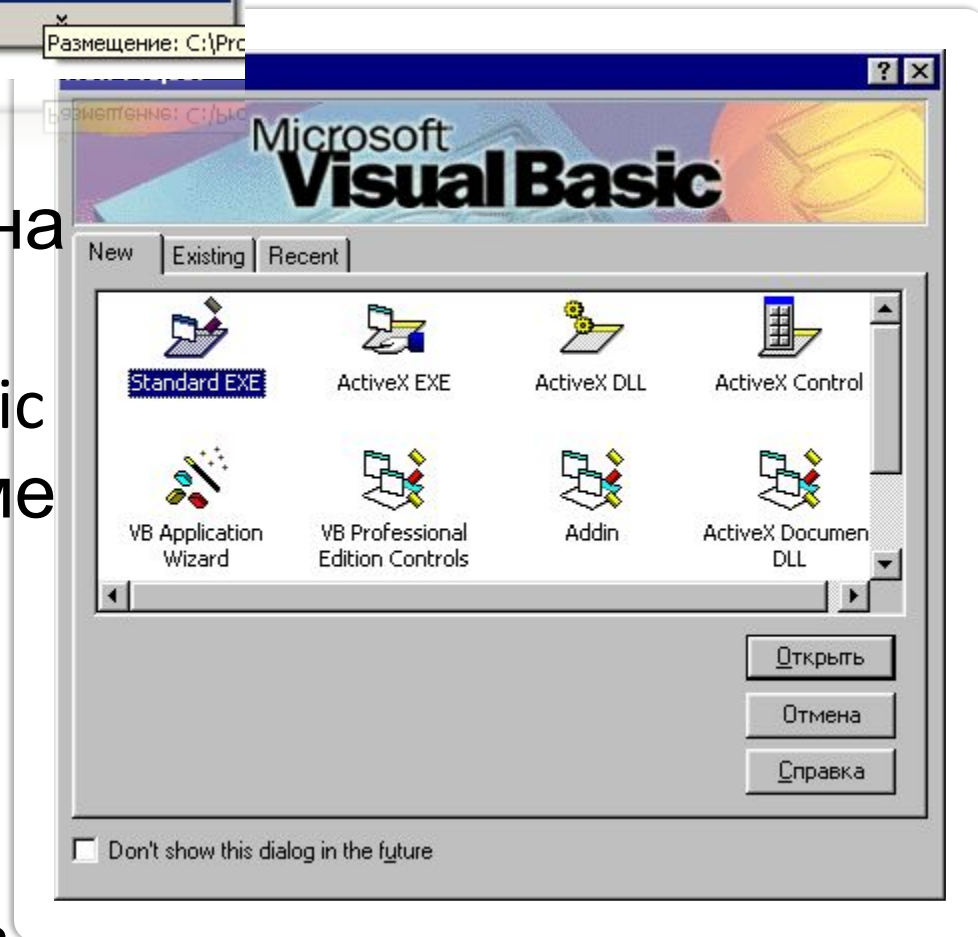 Размещение: C:\Pro
Microsoft
Visual Basic
на
New Existing Recent
ic
ме
Standard EXE ActiveX EXE ActiveX DLL ActiveX Control
VB Application Wizard
VB Professional Edition Controls
Addin
ActiveX Documen DLL
Открыть
Отмена
Справка
Don't show this dialog in the future